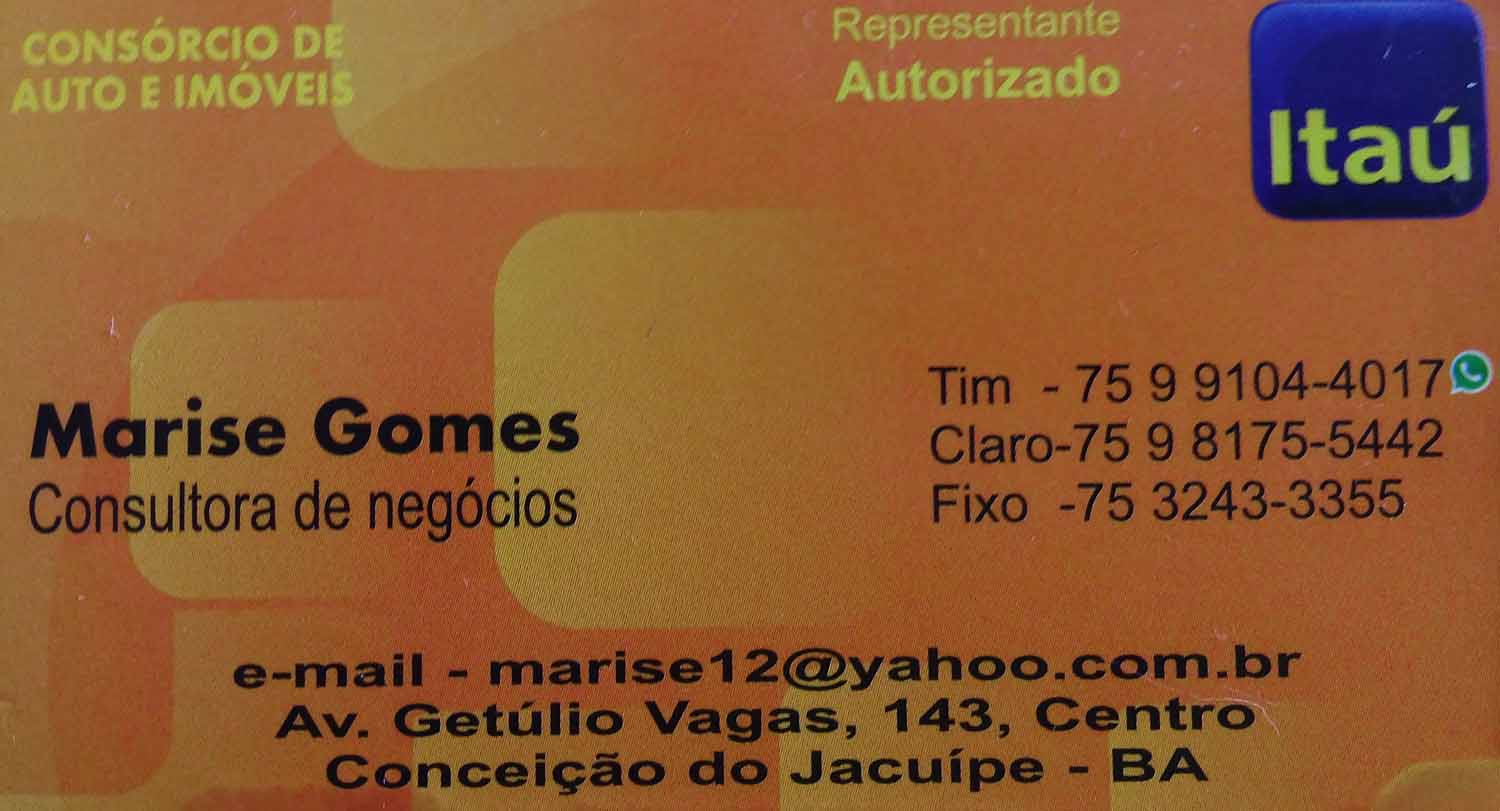 CONSÓRCIO DE
AUTO E IMÓVEIS
Representante
Autorizado
Itaú
Marise Gomes
Consultora de negócios
Tim - 75 9 9104-4017
Claro-75 9 8175-5442
Fixo -75 3243-3355
e-mail - marise12@yahoo.com.br
Av. Getúlio Vagas, 143, Centro
Conceição do Jacuípe - BA